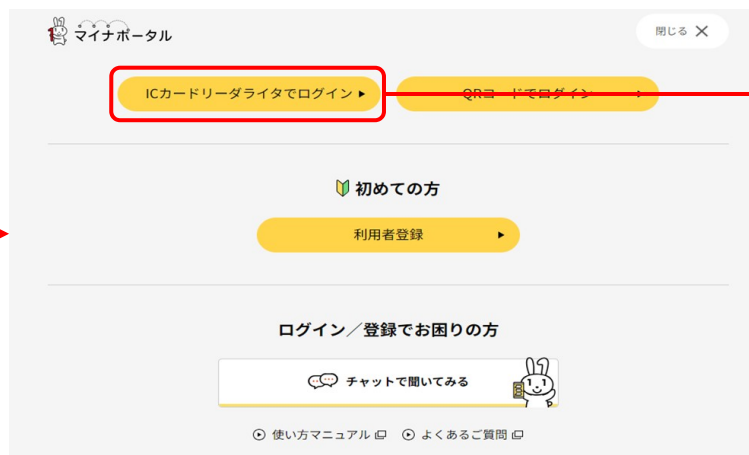 マイナポータル
閉じる
ICカードリーダライタでログイン
QRコードでログイン
初めての方
利用者登録
ログイン／登録でお困りの方
チャットで聞いてみる
使い方マニュアル よくあるご質問